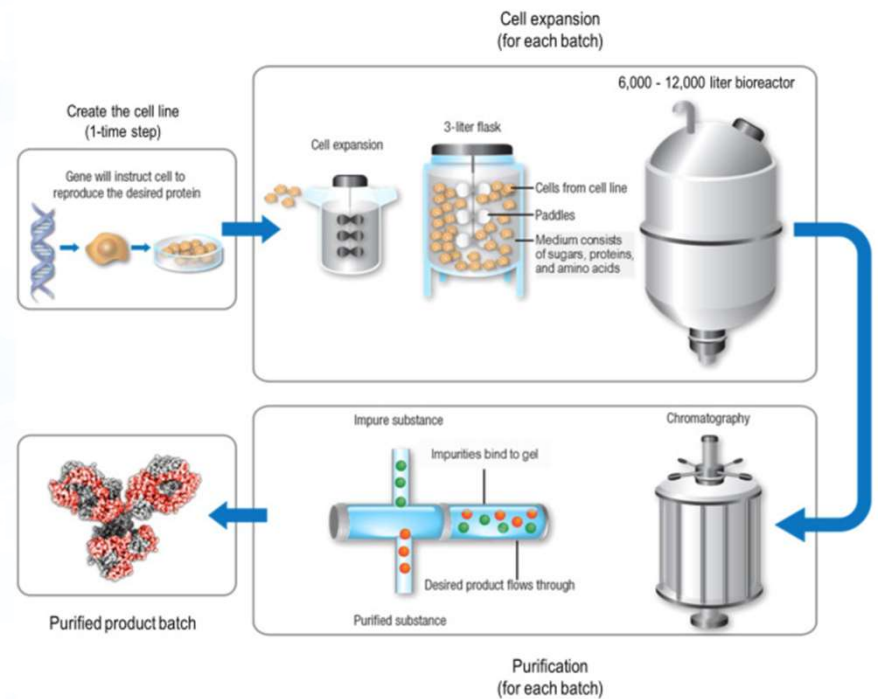 Cell expansion
(for each batch)
6,000 - 12,000 liter bioreactor
Create the cell line
(1-time step)
3-liter flask
Cell expansion
Gene will instruct cell to
reproduce the desired protein
Cells from cell line
Paddles
Medium consists
of sugars, proteins,
and amino acids
Impure substance
Chromatography
Impurities bind to gel
Desired product flows through
Purified substance
Purified product batch
Purification
(for each batch)